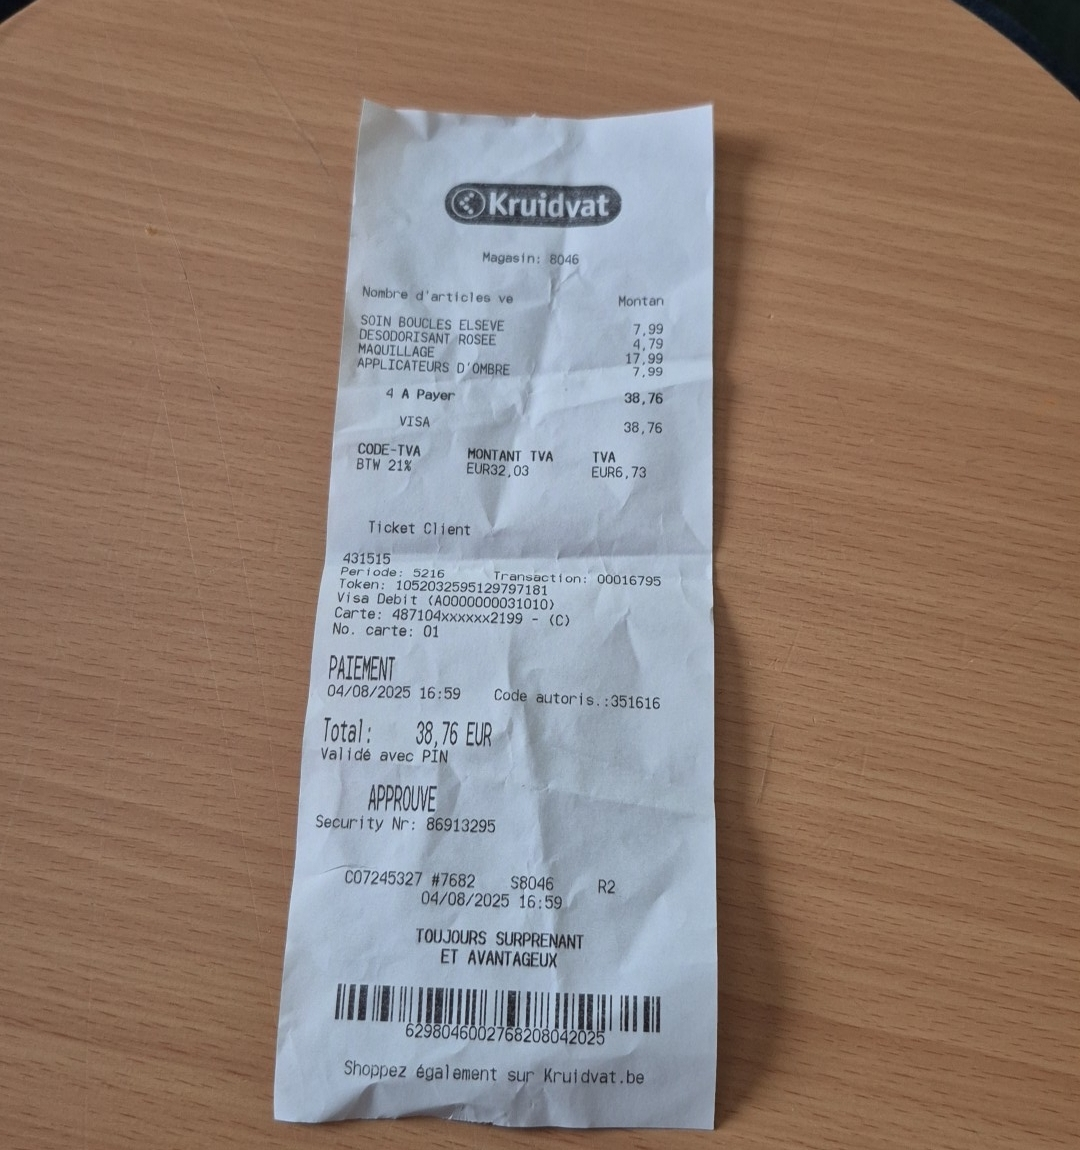 Kruidvat
Magasin: 8046
Nombre d'articles ve Montan
SOIN BOUCLES ELSEVE 7,99
DESODORISANT ROSEE 4,79
MAQUILLAGE 17,99
APPLICATEURS D'OMBRE 7,99
4 A Payer 38,76
VISA 38,76
CODE-TVA MONTANT TVA TVA
BTW 21% EUR32,03 EUR6,73
Ticket Client
431515
Periode: 5216 Transaction: 00016795
Token: 1052032595129797181
Visa Debit (A0000000031010)
Carte: 487104xxxxxx2199 - (C)
No. carte: 01
PAIEMENT
04/08/2025 16:59 Code autoris.:351616
Total: 38,76 EUR
Validé avec PIN
APPROUVE
Security Nr: 86913295
C07245327 #7682 S8046 R2
04/08/2025 16:59
TOUJOURS SURPRENANT
ET AVANTAGEUX
6298046002768208042025
Shoppez également sur Kruidvat.be